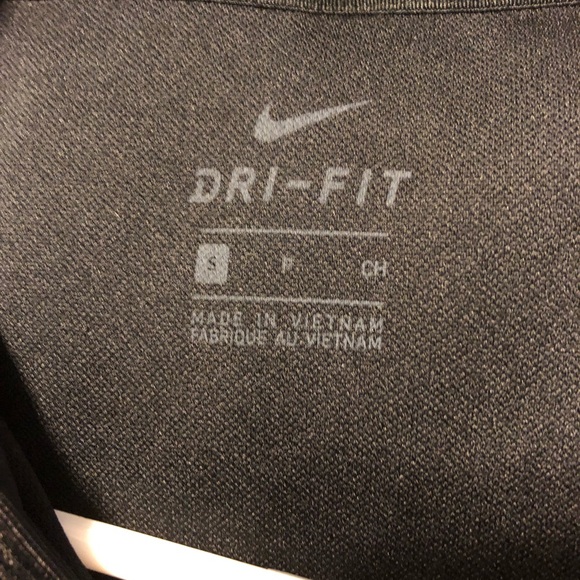 DRI-FIT
S P CH
MADE IN VIETNAM
FABRIQUE AU VIETNAM